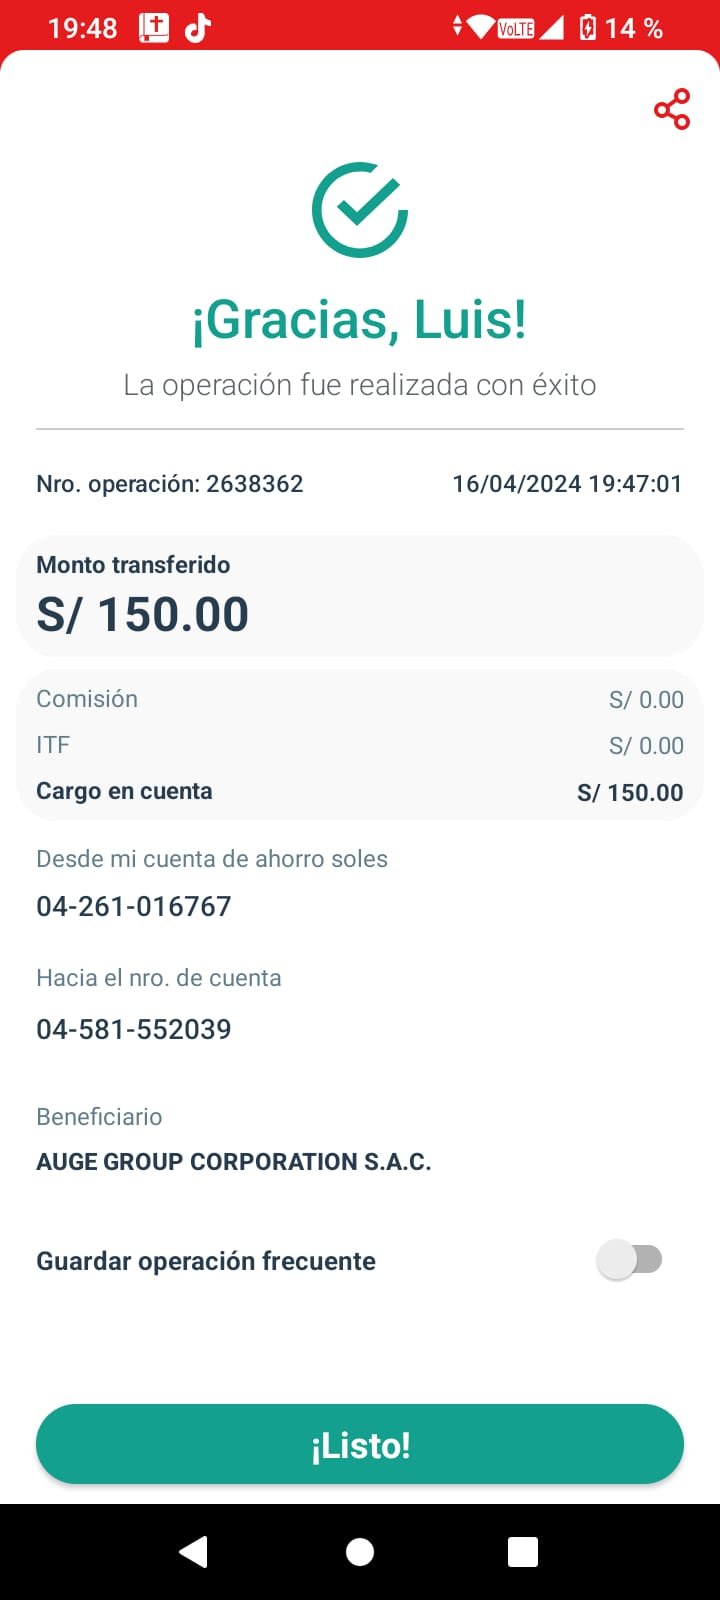 19:48 VoLTE 14 %
¡Gracias, Luis!
La operación fue realizada con éxito
Nro. operación: 2638362 16/04/2024 19:47:01
Monto transferido
S/ 150.00
Comisión S/ 0.00
ITF S/ 0.00
Cargo en cuenta S/ 150.00
Desde mi cuenta de ahorro soles
04-261-016767
Hacia el nro. de cuenta
04-581-552039
Beneficiario
AUGE GROUP CORPORATION S.A.C.
Guardar operación frecuente
¡Listo!